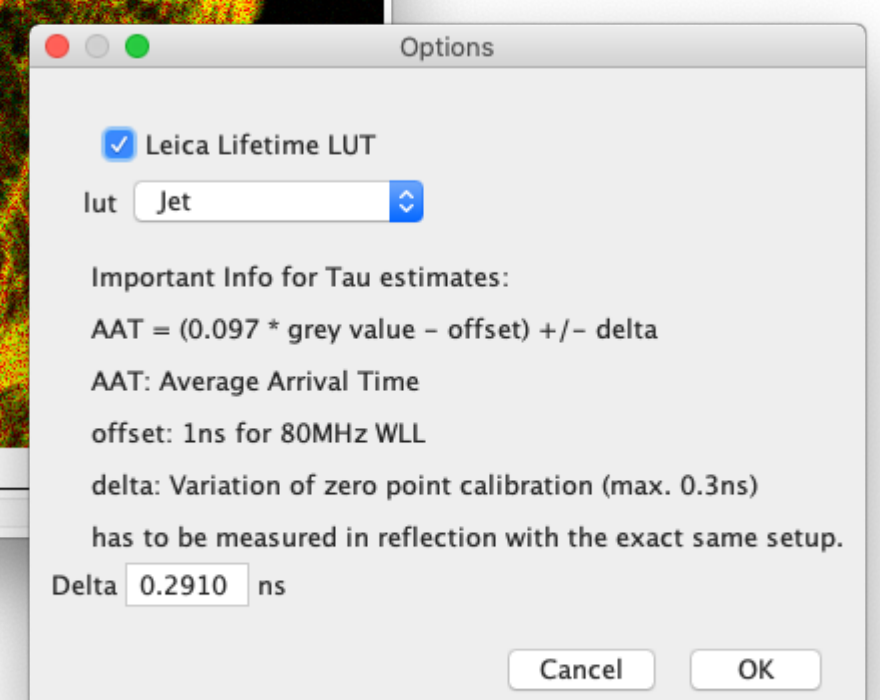 Options
Leica Lifetime LUT
lut Jet
Important Info for Tau estimates:
AAT = (0.097 * grey value – offset) +/– delta
AAT: Average Arrival Time
offset: 1ns for 80MHz WLL
delta: Variation of zero point calibration (max. 0.3ns)
has to be measured in reflection with the exact same setup.
Delta 0.2910 ns
Cancel OK